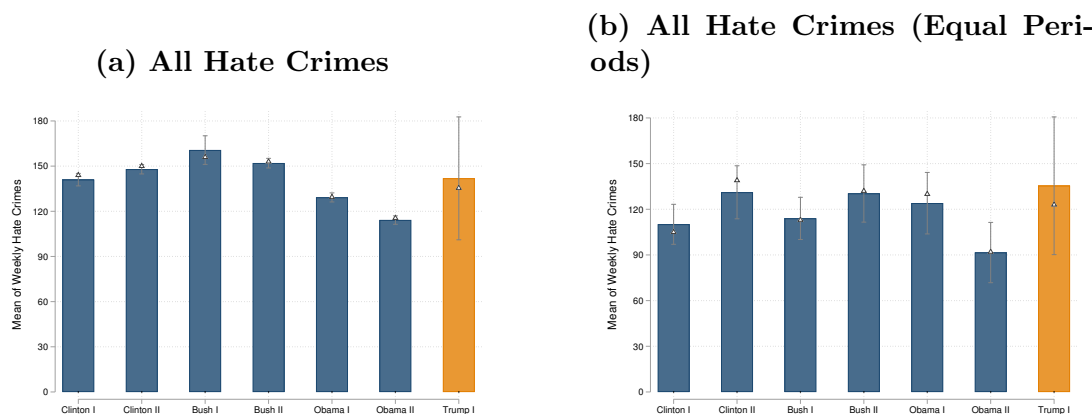 (a) All Hate Crimes
Mean of Weekly Hate Crimes
180
150
120
90
60
30
0
Clinton I Clinton II Bush I Bush II Obama I Obama II Trump I
(b) All Hate Crimes (Equal Peri-
ods)
Mean of Weekly Hate Crimes
180
150
120
90
60
30
0
Clinton I Clinton II Bush I Bush II Obama I Obama II Trump I